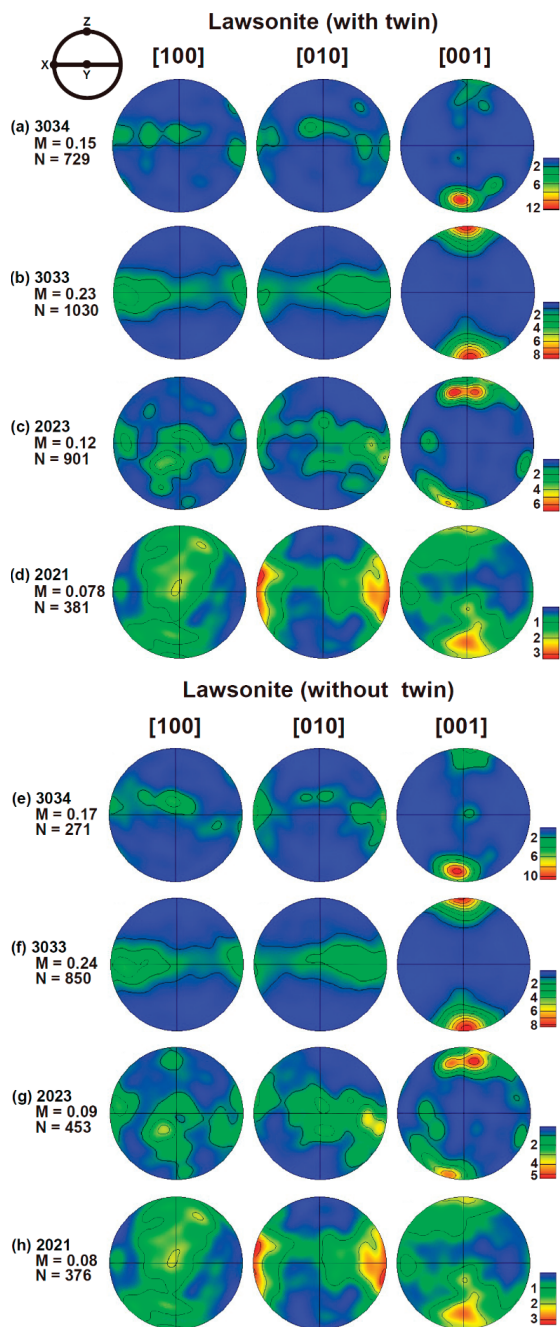 Lawsonite (with twin)
Z
X
Y
[100] [010] [001]
(a) 3034
M = 0.15
N = 729
2
6
12
(b) 3033
M = 0.23
N = 1030
2
4
6
8
(c) 2023
M = 0.12
N = 901
2
4
6
(d) 2021
M = 0.078
N = 381
1
2
3
Lawsonite (without twin)
[100] [010] [001]
(e) 3034
M = 0.17
N = 271
2
6
10
(f) 3033
M = 0.24
N = 850
2
4
6
8
(g) 2023
M = 0.09
N = 453
2
4
5
(h) 2021
M = 0.08
N = 376
1
2
3